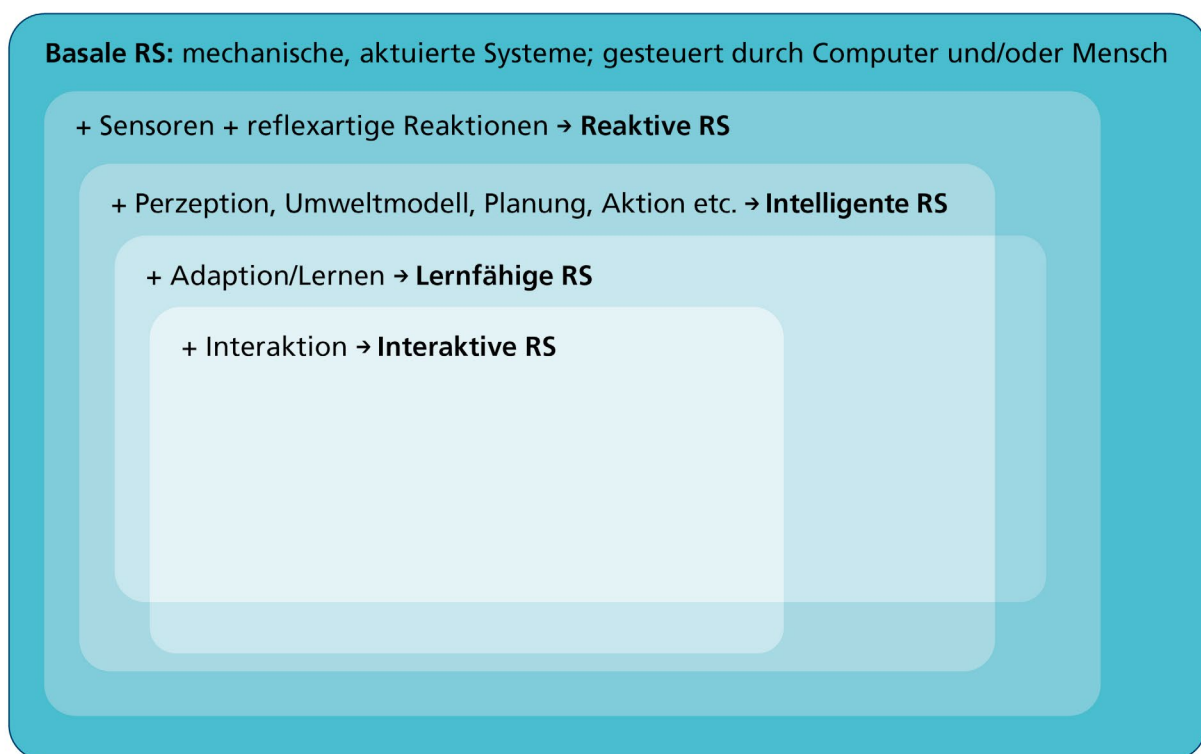 Basale RS: mechanische, aktuierte Systeme; gesteuert durch Computer und/oder Mensch
+ Sensoren + reflexartige Reaktionen → Reaktive RS
+ Perzeption, Umweltmodell, Planung, Aktion etc. → Intelligente RS
+ Adaption/Lernen → Lernfähige RS
+ Interaktion → Interaktive RS